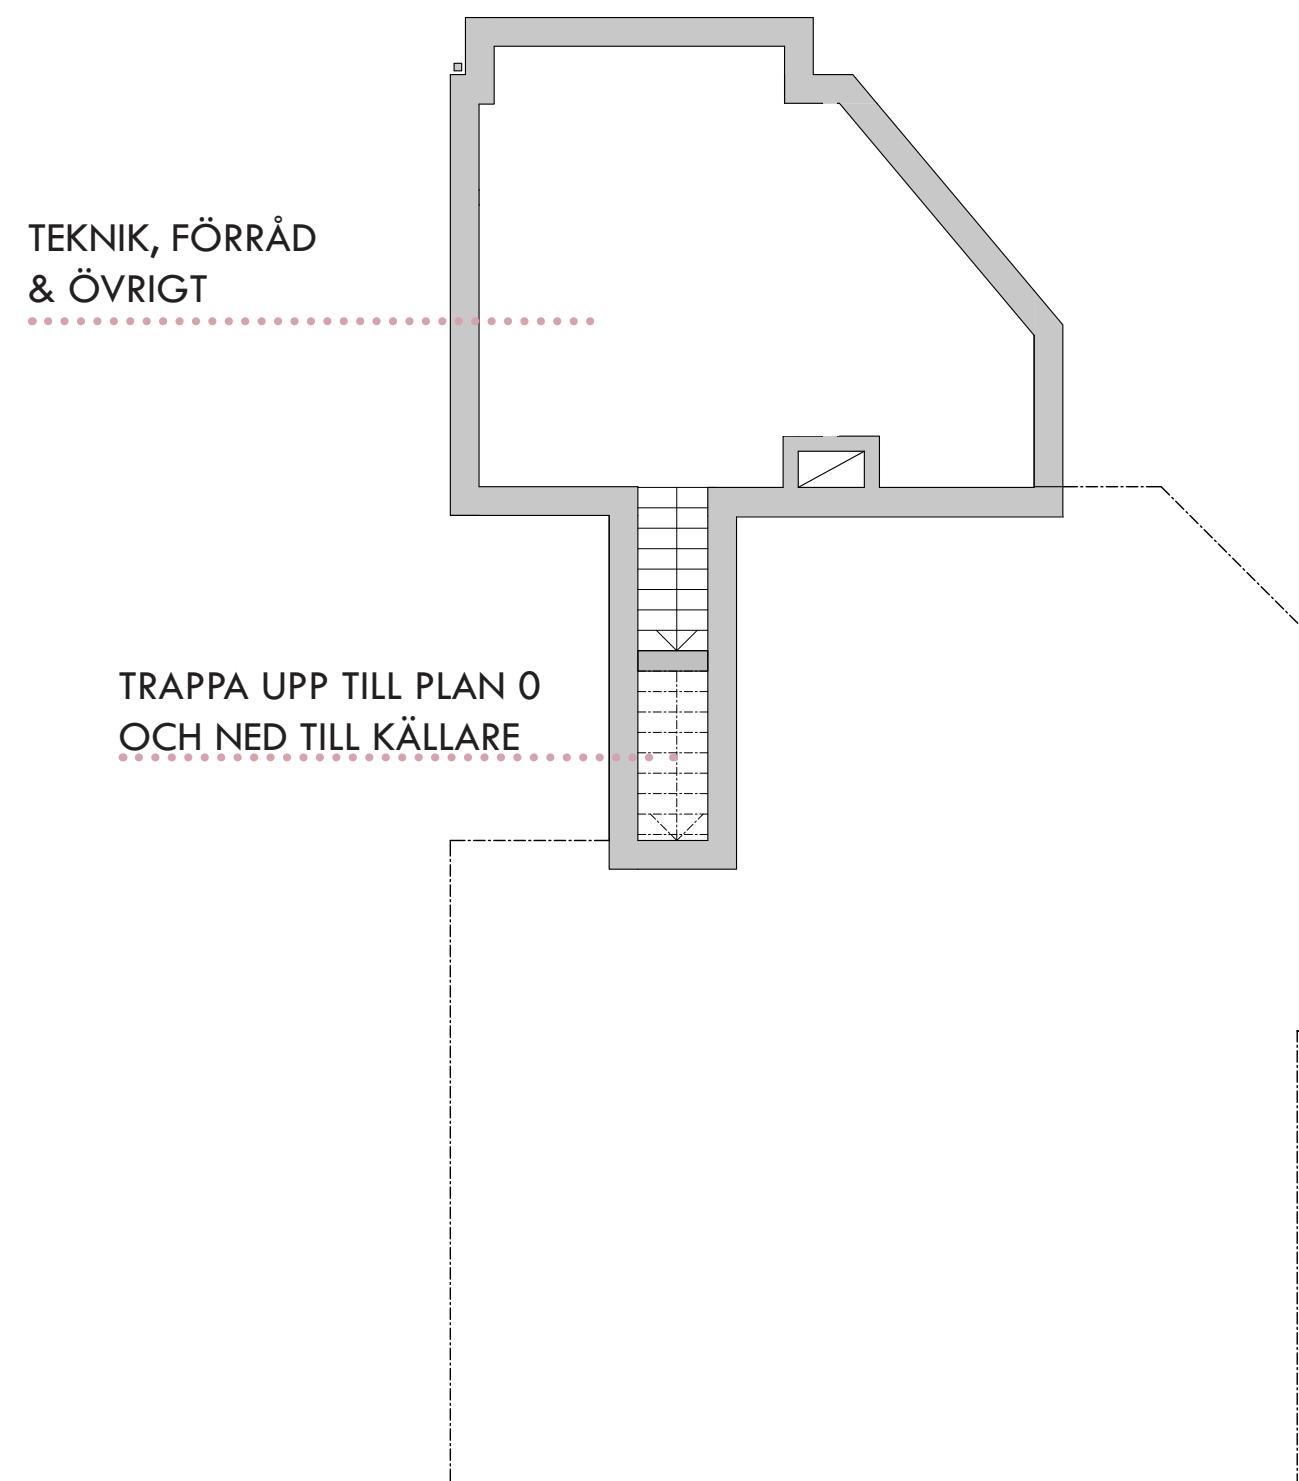 TEKNIK, FÖRRÅD
& ÖVRIGT
TRAPPA UPP TILL PLAN 0
OCH NED TILL KÄLLARE